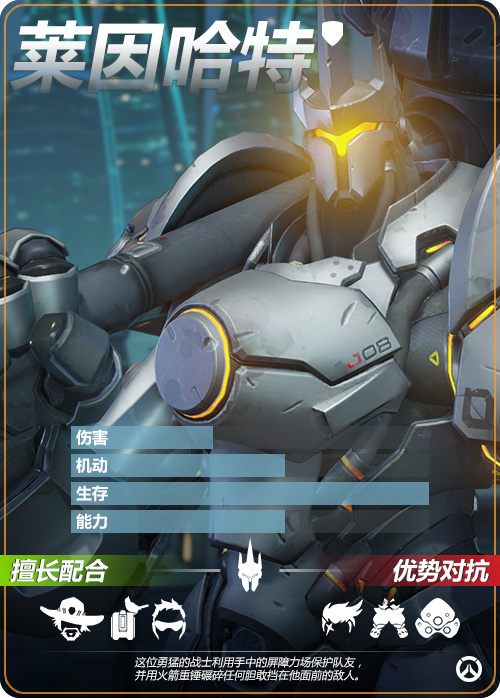 莱因哈特
J08
伤害
机动
生存
能力
擅长配合
优势对抗
这位勇猛的战士利用手中的屏障力场保护队友，
并用火箭重锤碾碎任何胆敢挡在他面前的敌人。